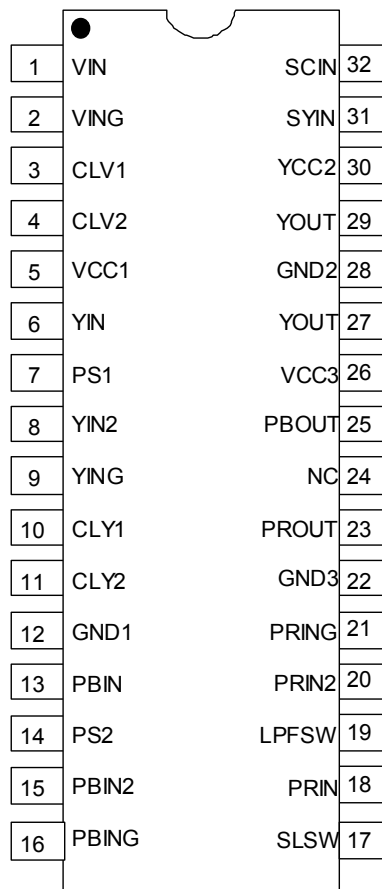 1 VIN SCIN 32
2 VING SYIN 31
3 CLV1 YCC2 30
4 CLV2 YOUT 29
5 VCC1 GND2 28
6 YIN YOUT 27
7 PS1 VCC3 26
8 YIN2 PBOUT 25
9 YING NC 24
10 CLY1 PROUT 23
11 CLY2 GND3 22
12 GND1 PRING 21
13 PBIN PRIN2 20
14 PS2 LPFSW 19
15 PBIN2 PRIN 18
16 PBING SLSW 17